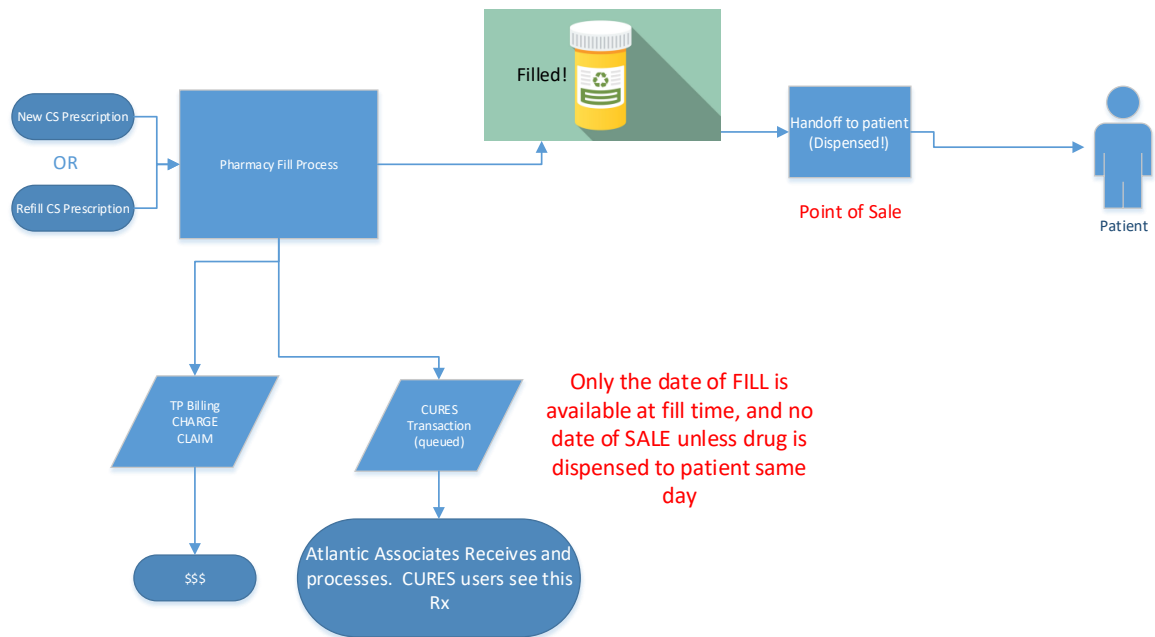 Filled!
New CS Prescription
OR
Refill CS Prescription
Pharmacy Fill Process
Handoff to patient
(Dispensed!)
Point of Sale
Patient
TP Billing
CHARGE
CLAIM
CURES
Transaction
(queued)
Only the date of FILL is
available at fill time, and no
date of SALE unless drug is
dispensed to patient same
day
$$$
Atlantic Associates Receives and
processes.  CURES users see this
Rx